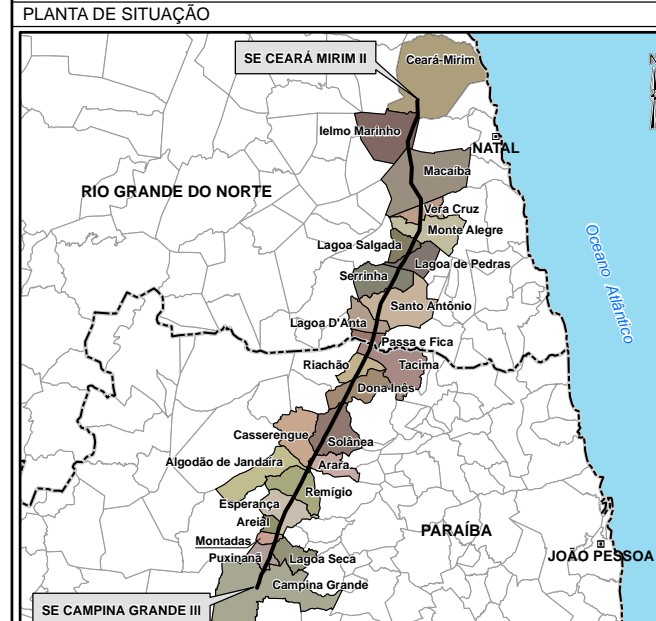 PLANTA DE SITUAÇÃO
SE CEARÁ MIRIM II
Ceará-Mirim
Ielmo Marinho
NATAL
Macaíba
RIO GRANDE DO NORTE
Vera Cruz
Monte Alegre
Lagoa Salgada
Lagoa de Pedras
Serrinha
Oceano Atlântico
Santo Antônio
Lagoa D'Anta
Passa e Fica
Riachão
Tacima
Dona Inês
Casserengue
Solânea
Algodão de Jandaíra
Arara
Remígio
Esperança
Areial
PARAÍBA
Montadas
JOÃO PESSOA
Puxinanã
Lagoa Seca
Campina Grande
SE CAMPINA GRANDE III